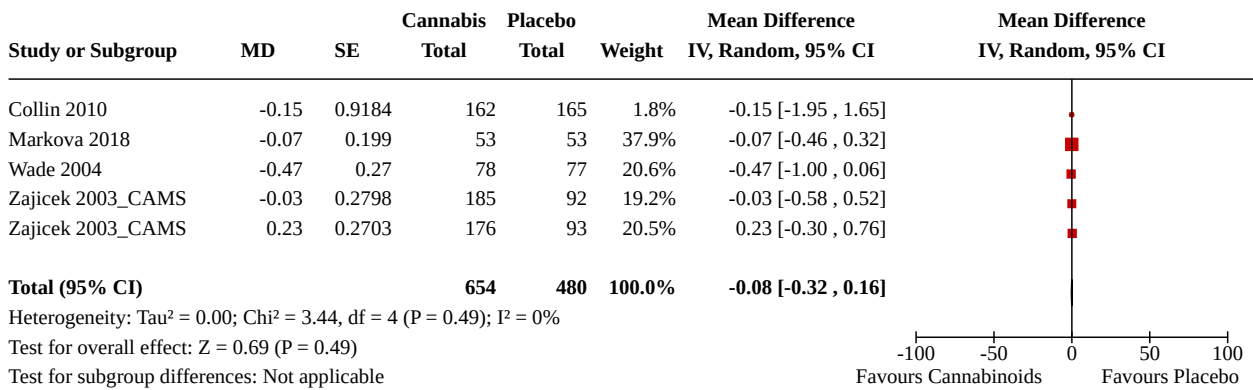 Cannabis Placebo Mean Difference Mean Difference
Study or Subgroup MD SE Total Total Weight IV, Random, 95% CI IV, Random, 95% CI
Collin 2010 -0.15 0.9184 162 165 1.8% -0.15 [-1.95 , 1.65]
Markova 2018 -0.07 0.199 53 53 37.9% -0.07 [-0.46 , 0.32]
Wade 2004 -0.47 0.27 78 77 20.6% -0.47 [-1.00 , 0.06]
Zajicek 2003_CAMS -0.03 0.2798 185 92 19.2% -0.03 [-0.58 , 0.52]
Zajicek 2003_CAMS 0.23 0.2703 176 93 20.5% 0.23 [-0.30 , 0.76]
Total (95% CI) 654 480 100.0% -0.08 [-0.32 , 0.16]
Heterogeneity: Tau² = 0.00; Chi² = 3.44, df = 4 (P = 0.49); I² = 0%
Test for overall effect: Z = 0.69 (P = 0.49) -100 -50 0 50 100
Test for subgroup differences: Not applicable Favours Cannabinoids Favours Placebo